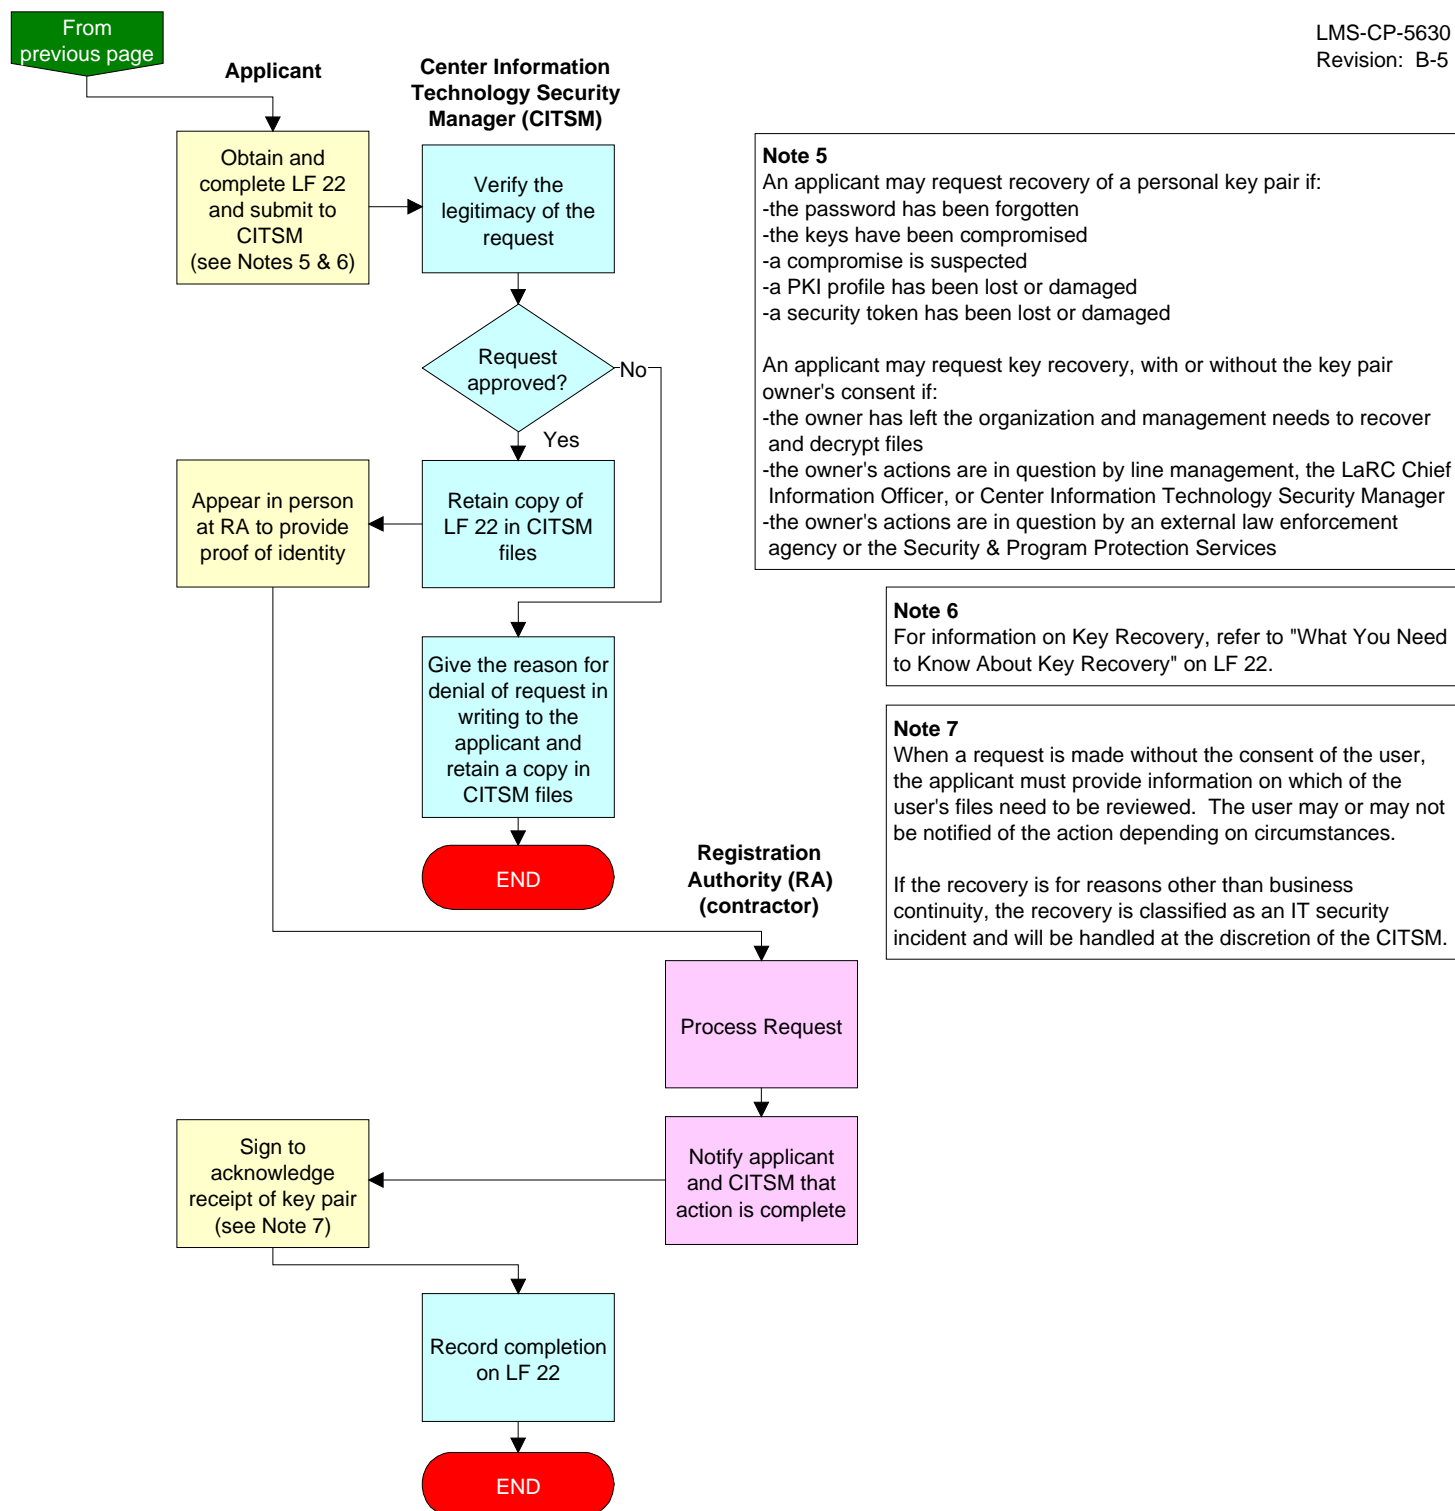 From
previous page
LMS-CP-5630
Revision:  B-5
Applicant
Center Information
Technology Security
Manager (CITSM)
Obtain and
complete LF 22
and submit to
CITSM
(see Notes 5 & 6)
Verify the
legitimacy of the
request
Request
approved?
No
Yes
Appear in person
at RA to provide
proof of identity
Retain copy of
LF 22 in CITSM
files
Give the reason for
denial of request in
writing to the
applicant and
retain a copy in
CITSM files
END
Note 5
An applicant may request recovery of a personal key pair if:
-the password has been forgotten
-the keys have been compromised
-a compromise is suspected
-a PKI profile has been lost or damaged
-a security token has been lost or damaged
An applicant may request key recovery, with or without the key pair
owner's consent if:
-the owner has left the organization and management needs to recover
and decrypt files
-the owner's actions are in question by line management, the LaRC Chief
Information Officer, or Center Information Technology Security Manager
-the owner's actions are in question by an external law enforcement
agency or the Security & Program Protection Services
Note 6
For information on Key Recovery, refer to "What You Need
to Know About Key Recovery" on LF 22.
Note 7
When a request is made without the consent of the user,
the applicant must provide information on which of the
user's files need to be reviewed.  The user may or may not
be notified of the action depending on circumstances.
If the recovery is for reasons other than business
continuity, the recovery is classified as an IT security
incident and will be handled at the discretion of the CITSM.
Registration
Authority (RA)
(contractor)
Process Request
Notify applicant
and CITSM that
action is complete
Sign to
acknowledge
receipt of key pair
(see Note 7)
Record completion
on LF 22
END